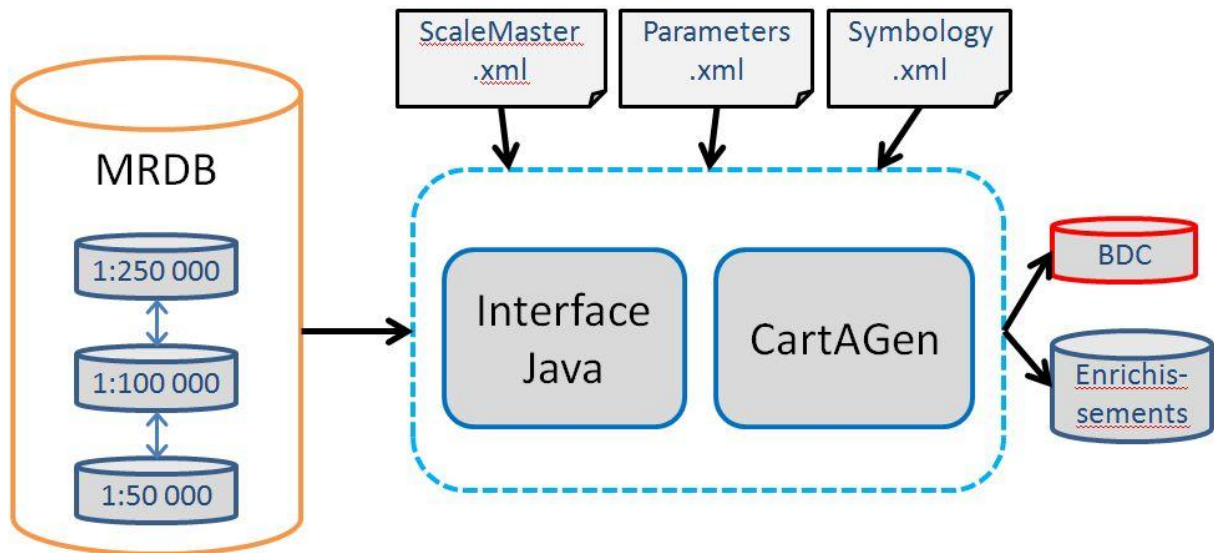 ScaleMaster
.xml
Parameters
.xml
Symbology
.xml
MRDB
1:250 000
1:100 000
1:50 000
Interface
Java
CartAGen
BDC
Enrichis-
sements